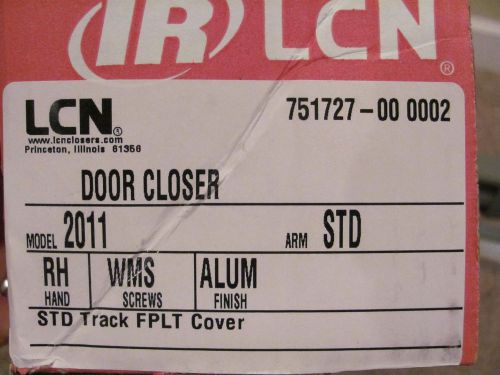 IR LCN®
LCN® 751727-00 0002
www.lcnclosers.com
Princeton, Illinois 61356
DOOR CLOSER
MODEL 2011 ARM STD
RH WMS ALUM
HAND SCREWS FINISH
STD Track FPLT Cover